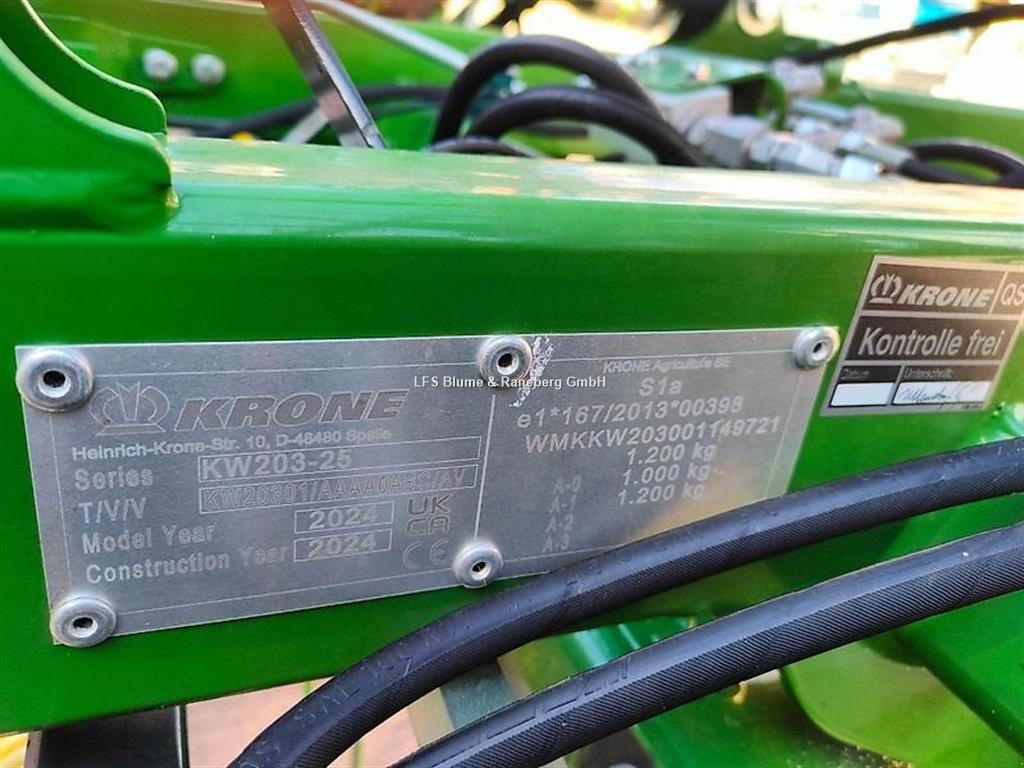 KRONE
Heinrich-Krone-Str. 10, D-48480 Spelle
Series KW203-25
T/V/V KW20301/AAAA0ABC/AV
Model Year 2024
Construction Year 2024
UK
CA
CE
KRONE Agriculture SE
S1a
e1*167/2013*00398
WMKKW203001149721
1.200 kg
A-0 1.000 kg
A-1 1.200 kg
A-2
A-3
LFS Blume & Raneberg GmbH
KRONE QS
Kontrolle frei
Datum: Unterschrift: